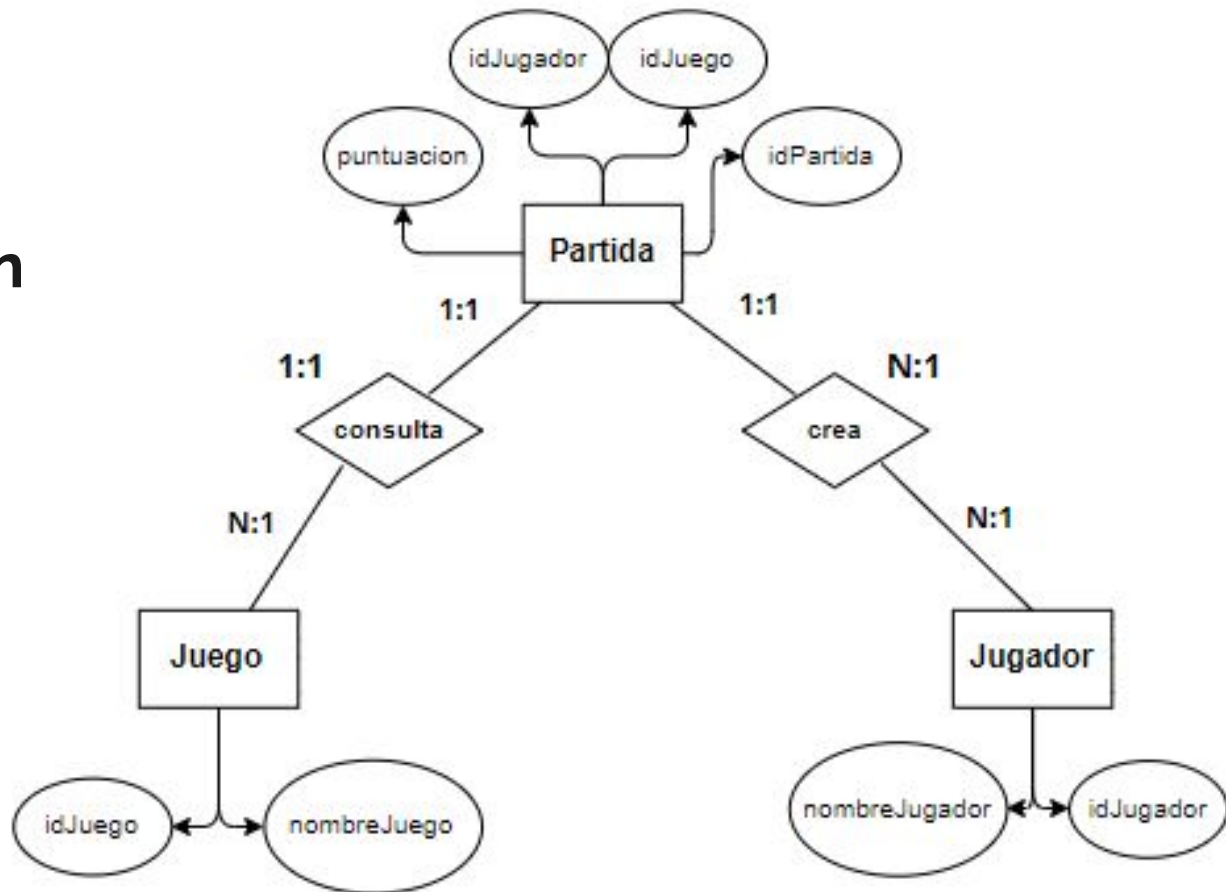 idJugador
idJuego
puntuacion
idPartida
n
Partida
1:1
1:1
1:1
N:1
consulta
crea
N:1
N:1
Juego
Jugador
idJuego
nombreJuego
nombreJugador
idJugador